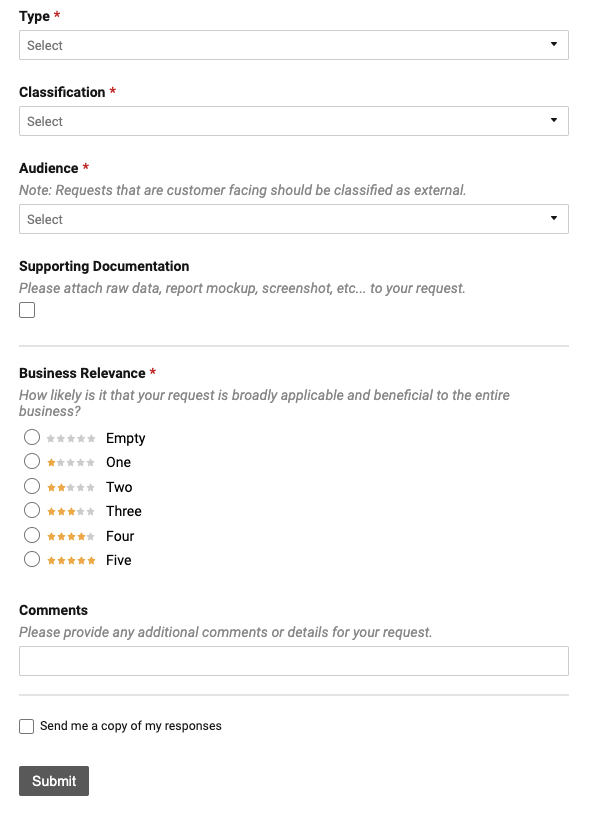 Type *
Select
Classification *
Select
Audience *
Note: Requests that are customer facing should be classified as external.
Select
Supporting Documentation
Please attach raw data, report mockup, screenshot, etc... to your request.
Business Relevance *
How likely is it that your request is broadly applicable and beneficial to the entire
business?
Empty
One
Two
Three
Four
Five
Comments
Please provide any additional comments or details for your request.
Send me a copy of my responses
Submit